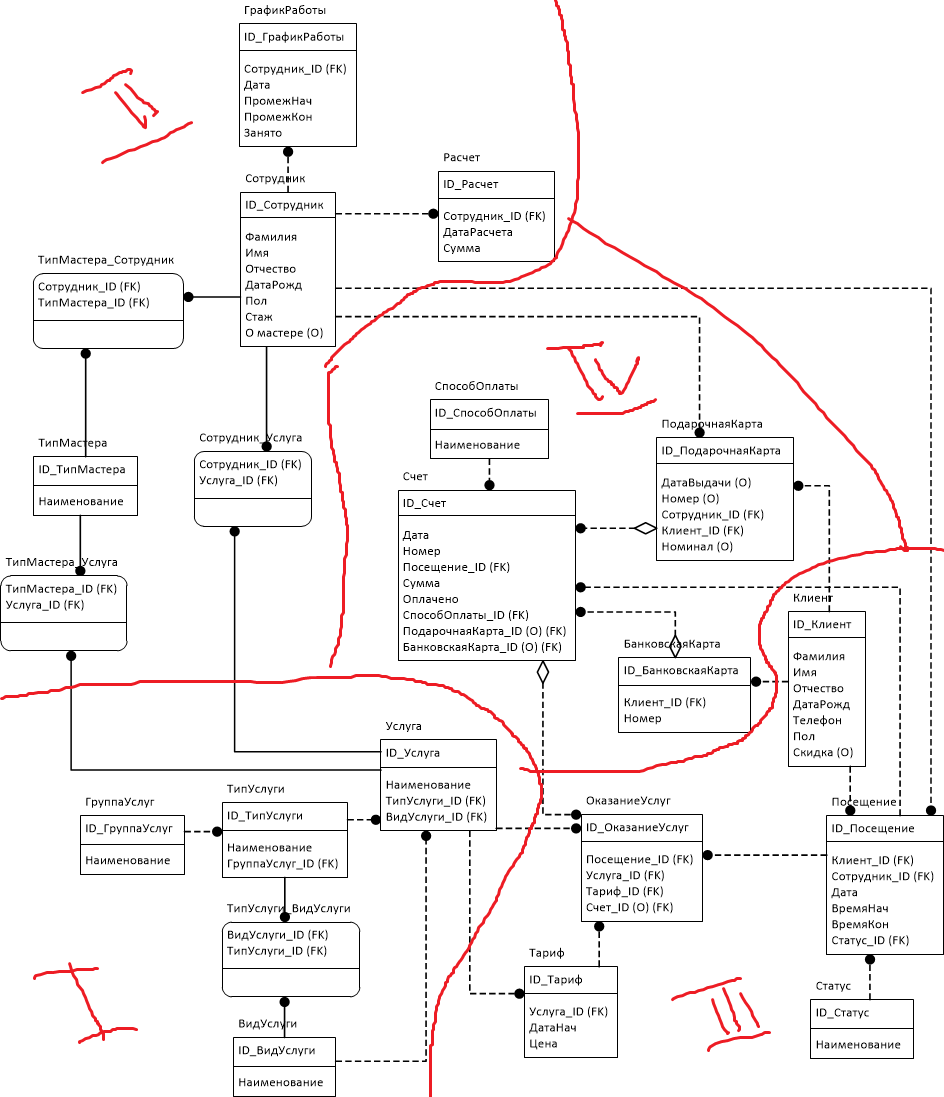 ГрафикРаботы
ID_ГрафикРаботы
Сотрудник_ID (FK)
Дата
ПромежНач
ПромежКон
Занято
II
Расчет
ID_Расчет
Сотрудник_ID (FK)
ДатаРасчета
Сумма
Сотрудник
ID_Сотрудник
Фамилия
Имя
Отчество
ДатаРожд
Пол
Стаж
О мастере (O)
ТипМастера_Сотрудник
Сотрудник_ID (FK)
ТипМастера_ID (FK)
IV
СпособОплаты
ID_СпособОплаты
Наименование
ПодарочнаяКарта
ID_ПодарочнаяКарта
ДатаВыдачи (O)
Номер (O)
Сотрудник_ID (FK)
Клиент_ID (FK)
Номинал (O)
ТипМастера
ID_ТипМастера
Наименование
Сотрудник_Услуга
Сотрудник_ID (FK)
Услуга_ID (FK)
Счет
ID_Счет
Дата
Номер
Посещение_ID (FK)
Сумма
Оплачено
СпособОплаты_ID (FK)
ПодарочнаяКарта_ID (O) (FK)
БанковскаяКарта_ID (O) (FK)
ТипМастера_Услуга
ТипМастера_ID (FK)
Услуга_ID (FK)
БанковскаяКарта
ID_БанковскаяКарта
Клиент_ID (FK)
Номер
Клиент
ID_Клиент
Фамилия
Имя
Отчество
ДатаРожд
Телефон
Пол
Скидка (O)
Услуга
ID_Услуга
Наименование
ТипУслуги_ID (FK)
ВидУслуги_ID (FK)
ГруппаУслуг
ID_ГруппаУслуг
Наименование
ТипУслуги
ID_ТипУслуги
Наименование
ГруппаУслуг_ID (FK)
ОказаниеУслуг
ID_ОказаниеУслуг
Посещение_ID (FK)
Услуга_ID (FK)
Тариф_ID (FK)
Счет_ID (O) (FK)
Посещение
ID_Посещение
Клиент_ID (FK)
Сотрудник_ID (FK)
Дата
ВремяНач
ВремяКон
Статус_ID (FK)
ТипУслуги_ВидУслуги
ВидУслуги_ID (FK)
ТипУслуги_ID (FK)
I
Тариф
ID_Тариф
Услуга_ID (FK)
ДатаНач
Цена
III
Статус
ID_Статус
Наименование
ВидУслуги
ID_ВидУслуги
Наименование